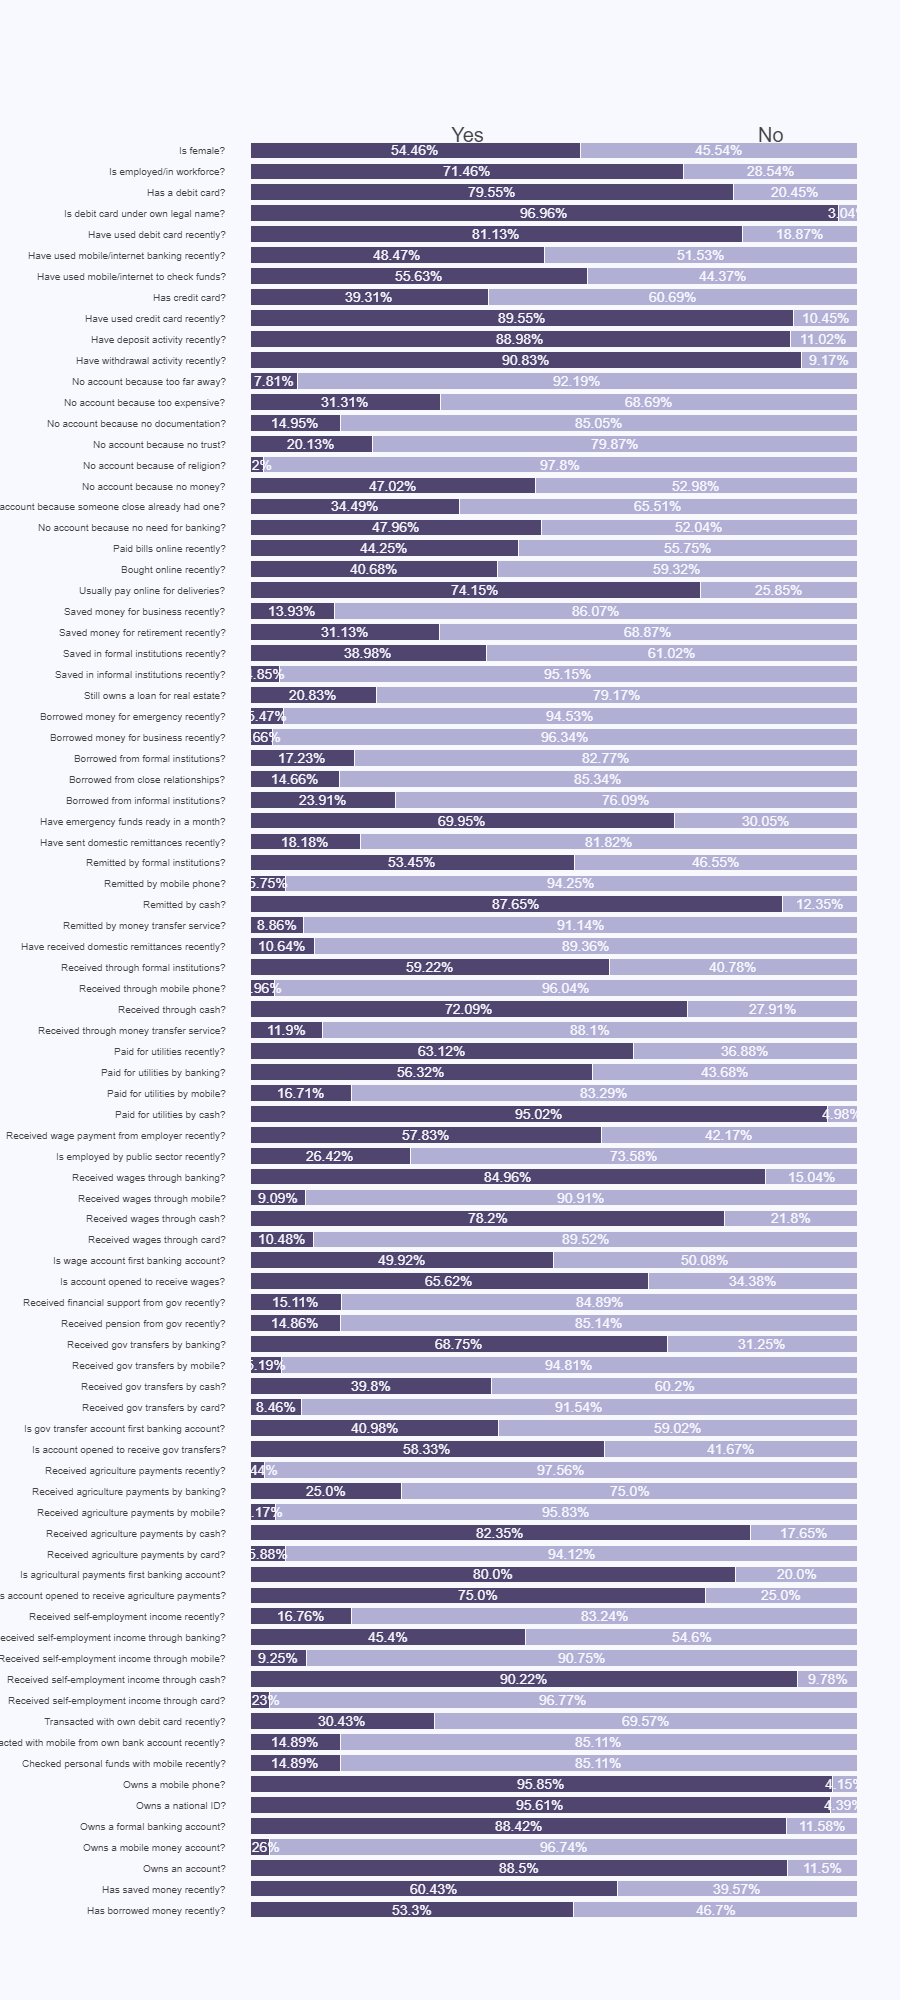 Yes No
Is female? 54.46% 45.54%
Is employed/in workforce? 71.46% 28.54%
Has a debit card? 79.55% 20.45%
Is debit card under own legal name? 96.96% 3.04%
Have used debit card recently? 81.13% 18.87%
Have used mobile/internet banking recently? 48.47% 51.53%
Have used mobile/internet to check funds? 55.63% 44.37%
Has credit card? 39.31% 60.69%
Have used credit card recently? 89.55% 10.45%
Have deposit activity recently? 88.98% 11.02%
Have withdrawal activity recently? 90.83% 9.17%
No account because too far away? 7.81% 92.19%
No account because too expensive? 31.31% 68.69%
No account because no documentation? 14.95% 85.05%
No account because no trust? 20.13% 79.87%
No account because of religion? 2% 97.8%
No account because no money? 47.02% 52.98%
account because someone close already had one? 34.49% 65.51%
No account because no need for banking? 47.96% 52.04%
Paid bills online recently? 44.25% 55.75%
Bought online recently? 40.68% 59.32%
Usually pay online for deliveries? 74.15% 25.85%
Saved money for business recently? 13.93% 86.07%
Saved money for retirement recently? 31.13% 68.87%
Saved in formal institutions recently? 38.98% 61.02%
Saved in informal institutions recently? .85% 95.15%
Still owns a loan for real estate? 20.83% 79.17%
Borrowed money for emergency recently? 5.47% 94.53%
Borrowed money for business recently? 66% 96.34%
Borrowed from formal institutions? 17.23% 82.77%
Borrowed from close relationships? 14.66% 85.34%
Borrowed from informal institutions? 23.91% 76.09%
Have emergency funds ready in a month? 69.95% 30.05%
Have sent domestic remittances recently? 18.18% 81.82%
Remitted by formal institutions? 53.45% 46.55%
Remitted by mobile phone? 5.75% 94.25%
Remitted by cash? 87.65% 12.35%
Remitted by money transfer service? 8.86% 91.14%
Have received domestic remittances recently? 10.64% 89.36%
Received through formal institutions? 59.22% 40.78%
Received through mobile phone? .96% 96.04%
Received through cash? 72.09% 27.91%
Received through money transfer service? 11.9% 88.1%
Paid for utilities recently? 63.12% 36.88%
Paid for utilities by banking? 56.32% 43.68%
Paid for utilities by mobile? 16.71% 83.29%
Paid for utilities by cash? 95.02% 4.98%
Received wage payment from employer recently? 57.83% 42.17%
Is employed by public sector recently? 26.42% 73.58%
Received wages through banking? 84.96% 15.04%
Received wages through mobile? 9.09% 90.91%
Received wages through cash? 78.2% 21.8%
Received wages through card? 10.48% 89.52%
Is wage account first banking account? 49.92% 50.08%
Is account opened to receive wages? 65.62% 34.38%
Received financial support from gov recently? 15.11% 84.89%
Received pension from gov recently? 14.86% 85.14%
Received gov transfers by banking? 68.75% 31.25%
Received gov transfers by mobile? 5.19% 94.81%
Received gov transfers by cash? 39.8% 60.2%
Received gov transfers by card? 8.46% 91.54%
Is gov transfer account first banking account? 40.98% 59.02%
Is account opened to receive gov transfers? 58.33% 41.67%
Received agriculture payments recently? 44% 97.56%
Received agriculture payments by banking? 25.0% 75.0%
Received agriculture payments by mobile? .17% 95.83%
Received agriculture payments by cash? 82.35% 17.65%
Received agriculture payments by card? 5.88% 94.12%
Is agricultural payments first banking account? 80.0% 20.0%
s account opened to receive agriculture payments? 75.0% 25.0%
Received self-employment income recently? 16.76% 83.24%
eceived self-employment income through banking? 45.4% 54.6%
Received self-employment income through mobile? 9.25% 90.75%
Received self-employment income through cash? 90.22% 9.78%
Received self-employment income through card? 23% 96.77%
Transacted with own debit card recently? 30.43% 69.57%
acted with mobile from own bank account recently? 14.89% 85.11%
Checked personal funds with mobile recently? 14.89% 85.11%
Owns a mobile phone? 95.85% 4.15%
Owns a national ID? 95.61% 4.39%
Owns a formal banking account? 88.42% 11.58%
Owns a mobile money account? 26% 96.74%
Owns an account? 88.5% 11.5%
Has saved money recently? 60.43% 39.57%
Has borrowed money recently? 53.3% 46.7%